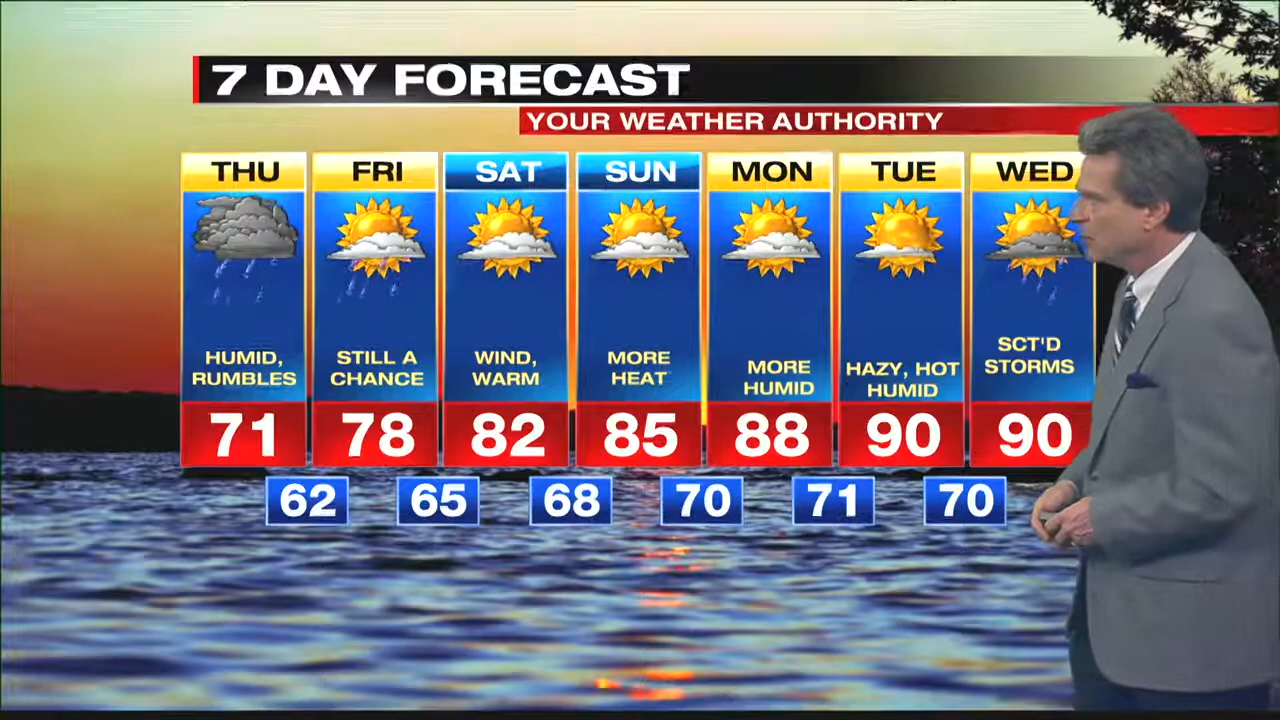 7 DAY FORECAST
YOUR WEATHER AUTHORITY
THU
FRI
SAT
SUN
MON
TUE
WED
HUMID,
RUMBLES
STILL A
CHANCE
WIND,
WARM
MORE
HEAT
MORE
HUMID
HAZY, HOT
HUMID
SCT'D
STORMS
71
78
82
85
88
90
90
62
65
68
70
71
70